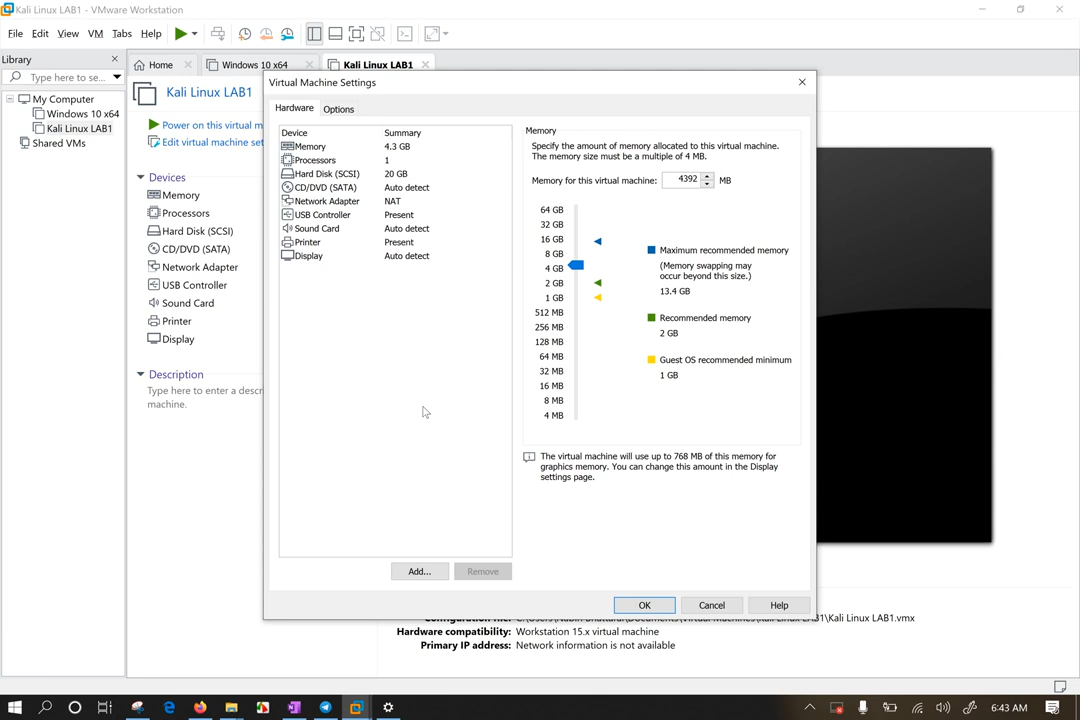 Kali Linux LAB1 - VMware Workstation
File Edit View VM Tabs Help
Library
Type here to se...
Home
Windows 10 x64
Kali Linux LAB1
My Computer
Windows 10 x64
Kali Linux LAB1
Shared VMs
Kali Linux LAB1
Power on this virtual m
Edit virtual machine set
Devices
Memory
Processors
Hard Disk (SCSI)
CD/DVD (SATA)
Network Adapter
USB Controller
Sound Card
Printer
Display
Description
Type here to enter a descr
machine.
Virtual Machine Settings
Hardware Options
Device Summary
Memory 4.3 GB
Processors 1
Hard Disk (SCSI) 20 GB
CD/DVD (SATA) Auto detect
Network Adapter NAT
USB Controller Present
Sound Card Auto detect
Printer Present
Display Auto detect
Add... Remove
Memory
Specify the amount of memory allocated to this virtual machine.
The memory size must be a multiple of 4 MB.
Memory for this virtual machine: 4392 MB
64 GB
32 GB
16 GB
8 GB
4 GB
2 GB
1 GB
512 MB
256 MB
128 MB
64 MB
32 MB
16 MB
8 MB
4 MB
Maximum recommended memory
(Memory swapping may
occur beyond this size.)
13.4 GB
Recommended memory
2 GB
Guest OS recommended minimum
1 GB
The virtual machine will use up to 768 MB of this memory for
graphics memory. You can change this amount in the Display
settings page.
OK Cancel Help
Machines\Kali Linux LAB1\Kali Linux LAB1.vmx
Hardware compatibility: Workstation 15.x virtual machine
Primary IP address: Network information is not available
6:43 AM